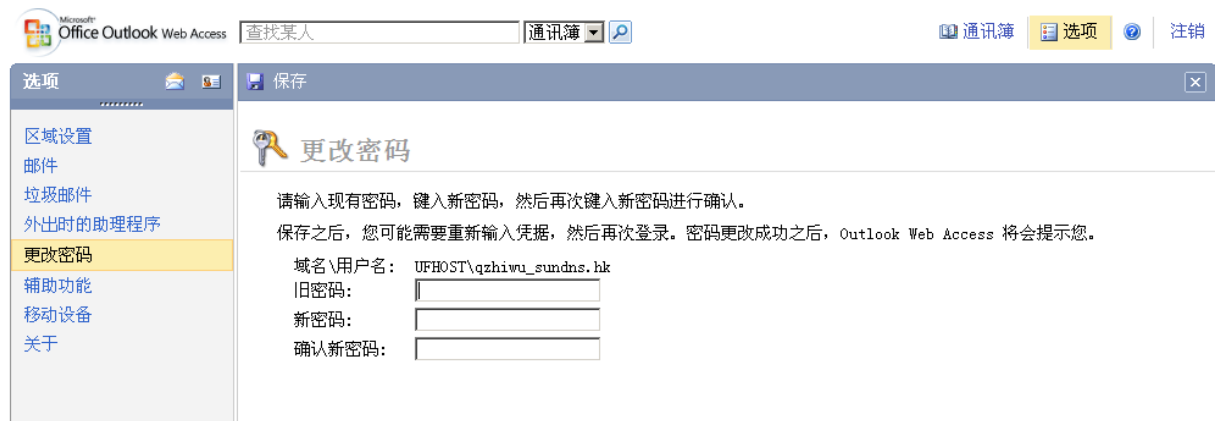 Microsoft
Office Outlook Web Access 查找某人 通讯簿 通讯簿 选项 注销
选项 保存
区域设置
邮件
垃圾邮件
外出时的助理程序
更改密码
辅助功能
移动设备
关于
更改密码
请输入现有密码，键入新密码，然后再次键入新密码进行确认。
保存之后，您可能需要重新输入凭据，然后再次登录。密码更改成功之后，Outlook Web Access 将会提示您。
域名\用户名: UFHOST\qzhiwu_sundns.hk
旧密码:
新密码:
确认新密码: